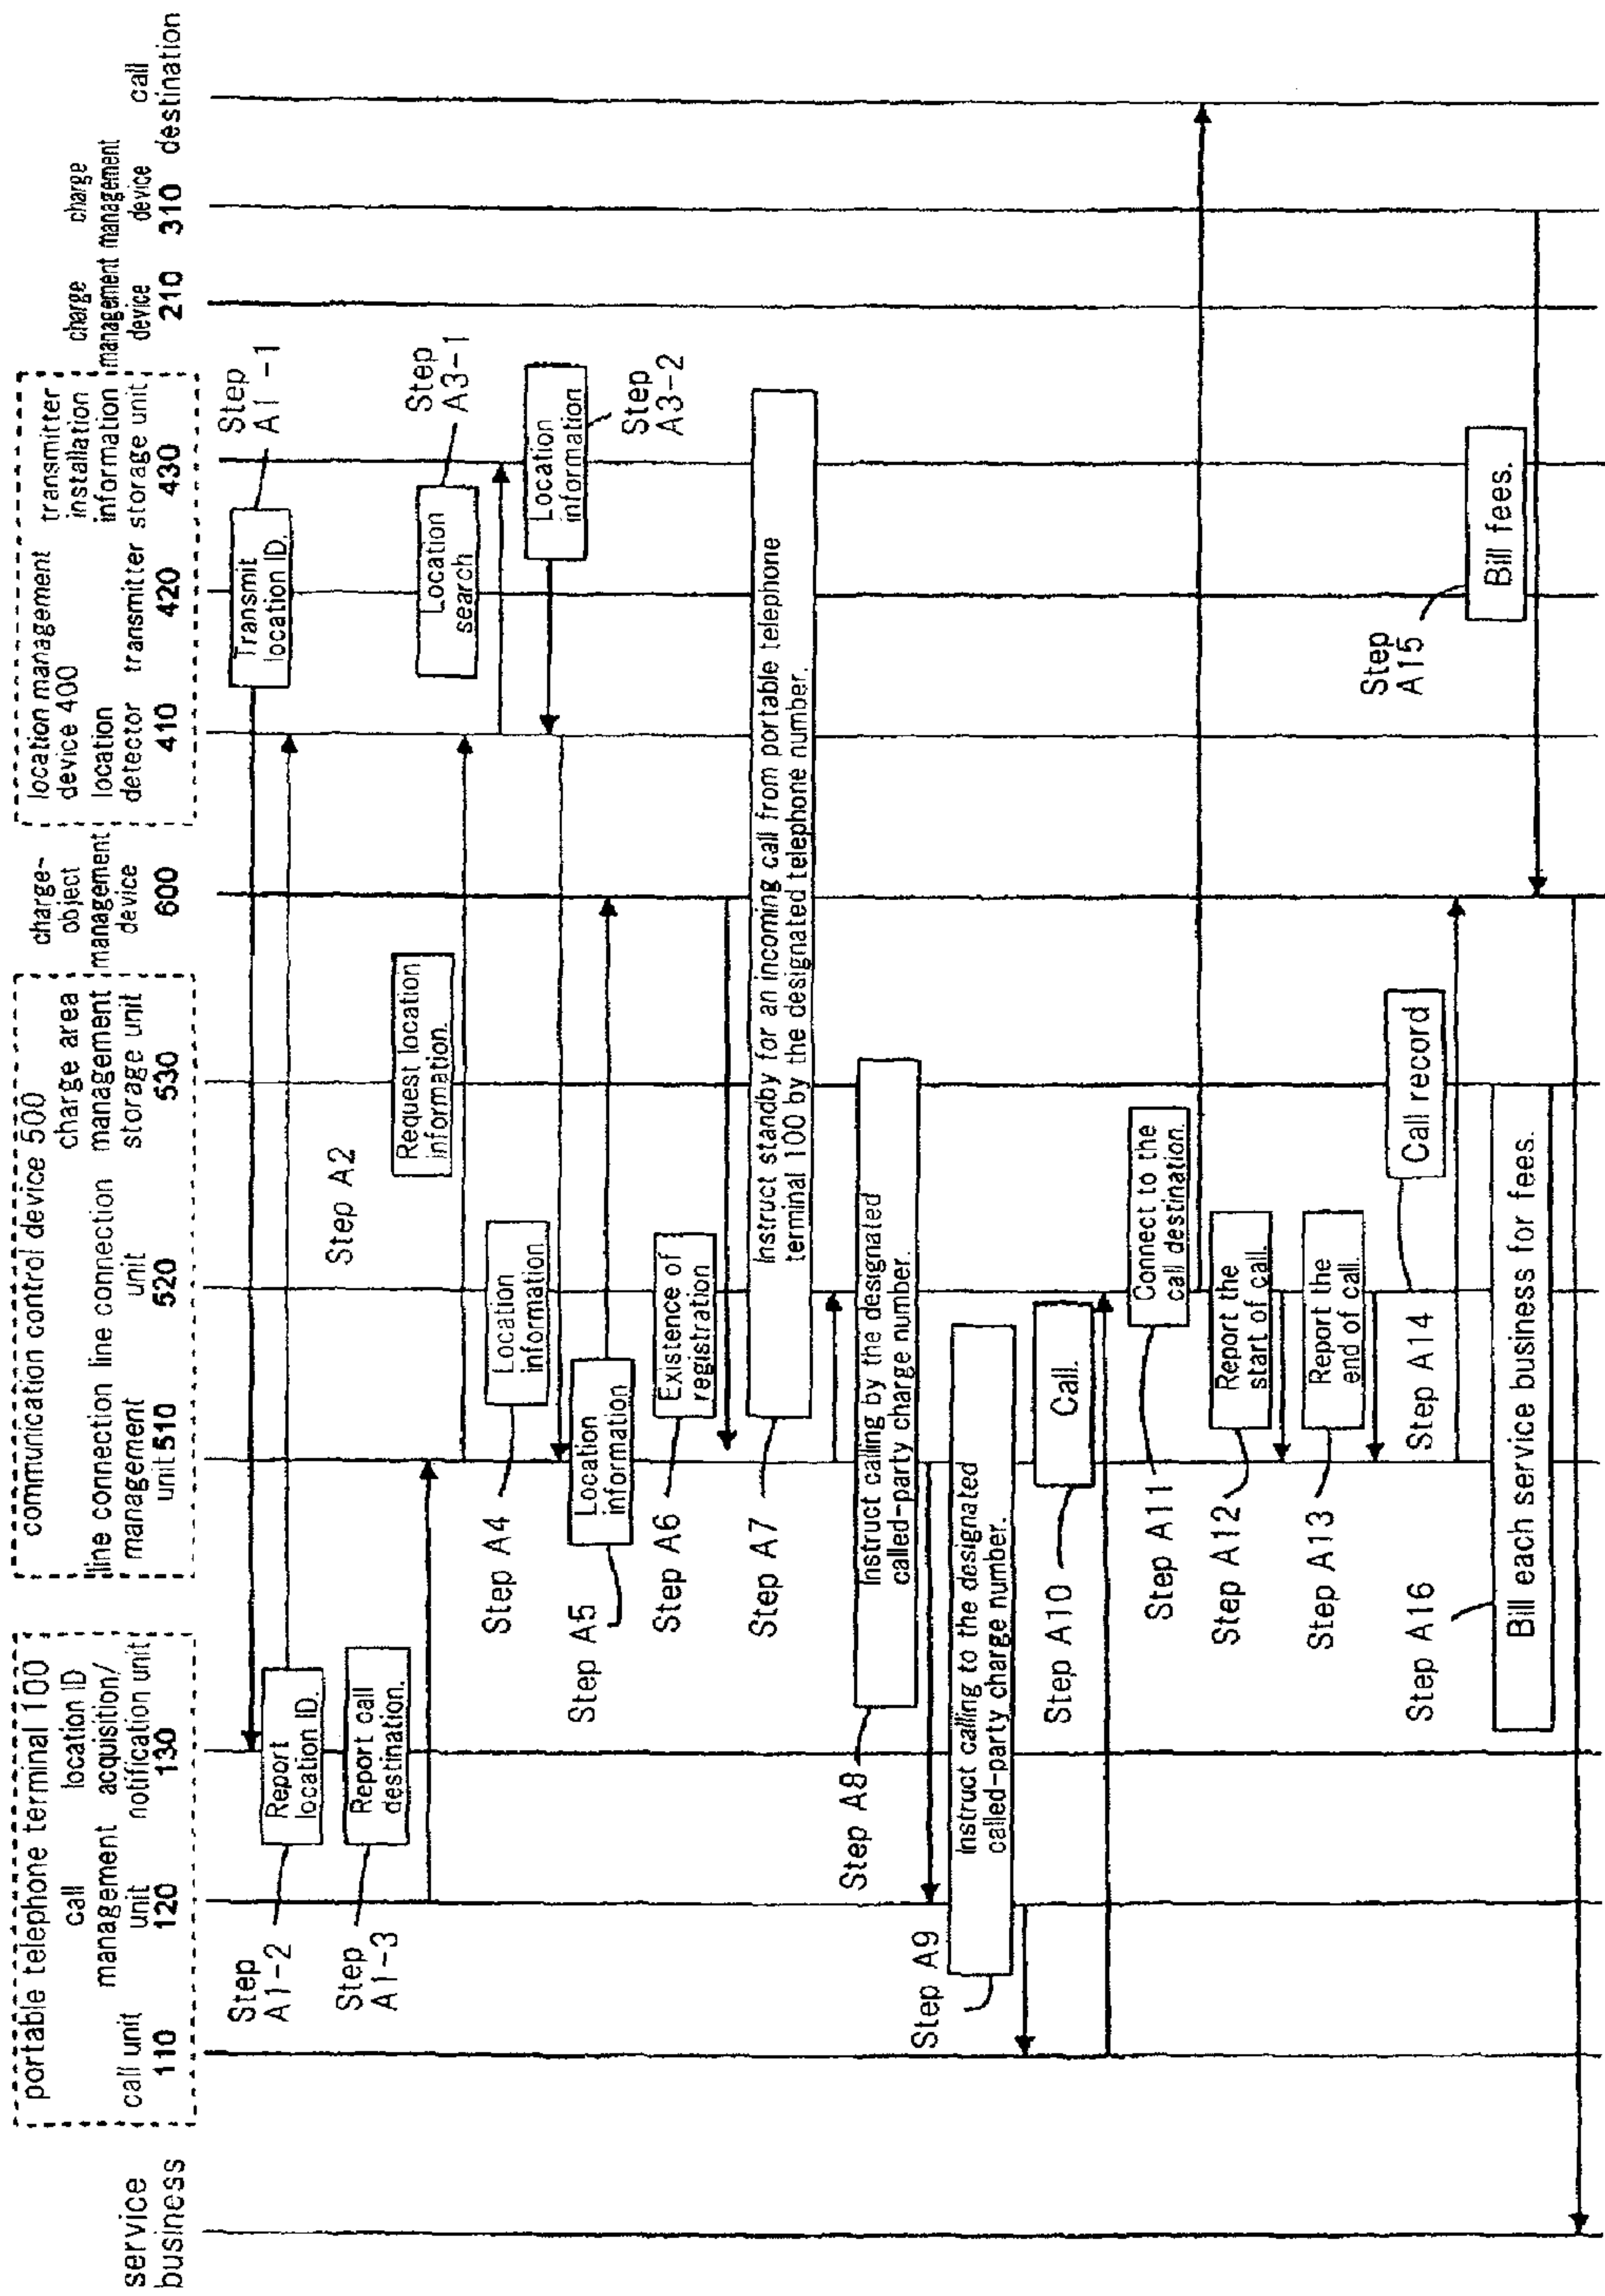 service
business
portable telephone terminal 100
call unit
110
call
management
unit
120
location ID
acquisition/
notification unit
130
communication control device 500
line connection
management
unit 510
line connection
unit
520
charge area
management
storage unit
530
charge-
object
management
device
600
location management
device 400
location
detector
410
transmitter
420
transmitter
installation
information
storage unit
430
charge
management
device
210
charge
management
device
310
call
destination
Step
A1-1
Transmit
location ID.
Step
A1-2
Report
location ID.
Step
A1-3
Report call
destination.
Step A2
Request location
information.
Step
A3-1
Location
search
Step
A3-2
Location
information
Step A4
Location
information.
Step A5
Location
information
Step A6
Existence of
registration
Step A7
Instruct standby for an incoming call from portable telephone
terminal 100 by the designated telephone number.
Step A8
Instruct calling by the designated
called-party charge number.
Step A9
Instruct calling to the designated
called-party charge number.
Step A10
Call.
Step A11
Connect to the
call destination.
Step A12
Report the
start of call.
Step A13
Report the
end of call.
Step A14
Call record
Step
A15
Bill fees.
Step A16
Bill each service business for fees.